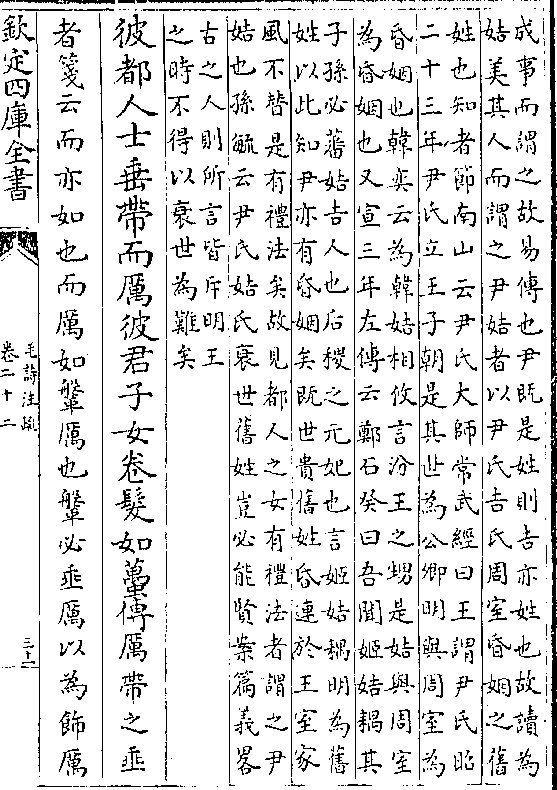 成事而謂之故易傳也尹既是姓則吉亦姓也故讀為
姞美其人而謂之尹姞者以尹氏吉氏周室昏姻之舊
姓也知者節南山云尹氏大師常武經曰王謂尹氏昭
二十三年尹氏立王子朝是其世為公卿明與周室為
昏姻也韓奕云為韓姞相攸言汾王之甥是姞與周室
為昏姻也又宣三年左傳云鄭石癸曰吾聞姬姞耦其
子孫必蕃姞吉人也后稷之元妃也言姬姞耦明為舊
姓以此知尹亦有昏姻矣既世貴舊姓昏連於王室家
風不替是有禮法矣故見都人之女有禮法者謂之尹
姞也孫毓云尹氏姞氏衰世舊姓豈必能賢案篇義畧
古之人則所言皆斥明王
之時不得以衰世為難矣
彼都人士垂帶而厲彼君子女卷髮如蠆傳厲帶之垂
者箋云而亦如也而厲如鞶厲也鞶必垂厲以為飾厲
欽定四庫全書
毛詩注疏
卷二十二
三十二